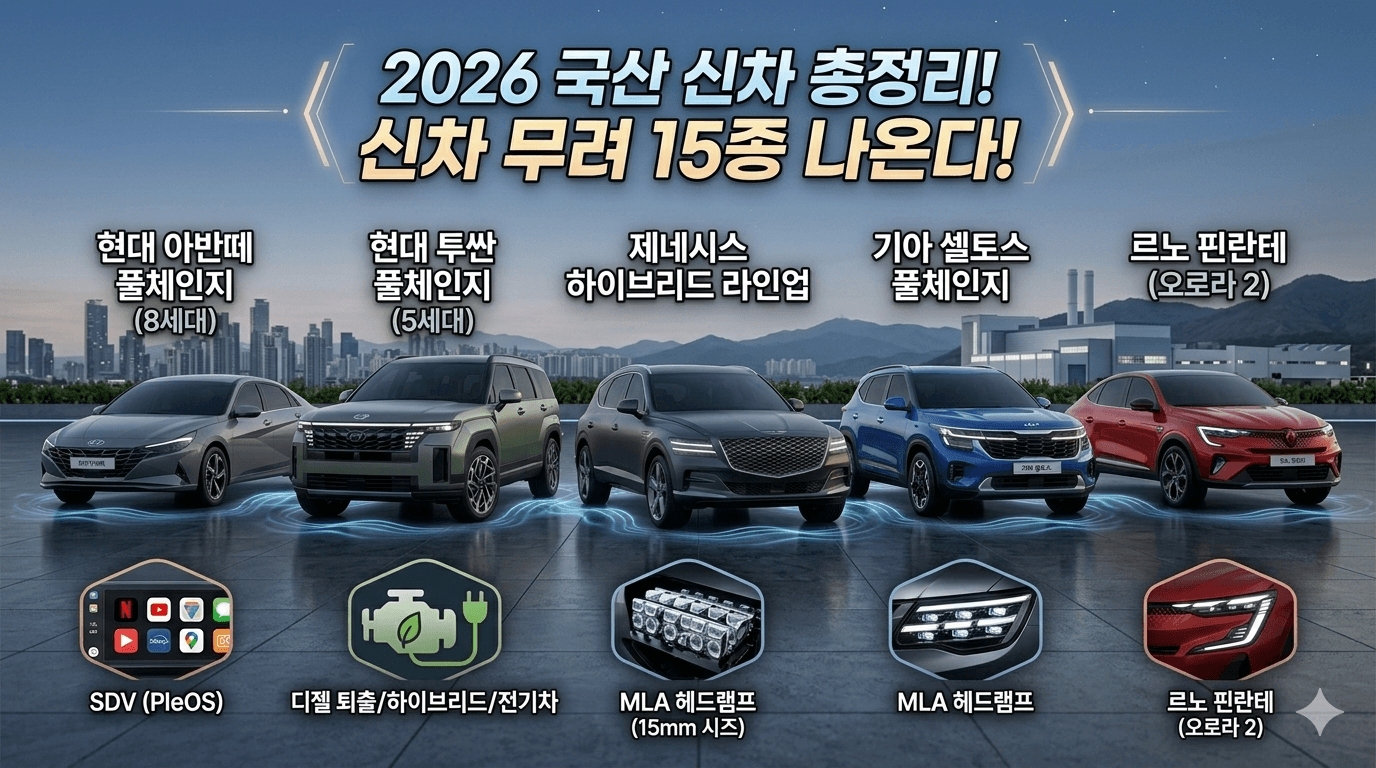 2026 국산 신차 총정리!
신차 무려 15종 나온다!
현대 아반떼
풀체인지
(8세대)
현대 투싼
풀체인지
(5세대)
제네시스
하이브리드 라인업
기아 셀토스
풀체인지
르노 핀란테
(오로라 2)
SDV (PleOS)
디젤 퇴출/하이브리드/전기차
MLA 헤드램프
(15mm 시즈)
MLA 헤드램프
르노 핀란테
(오로라 2)